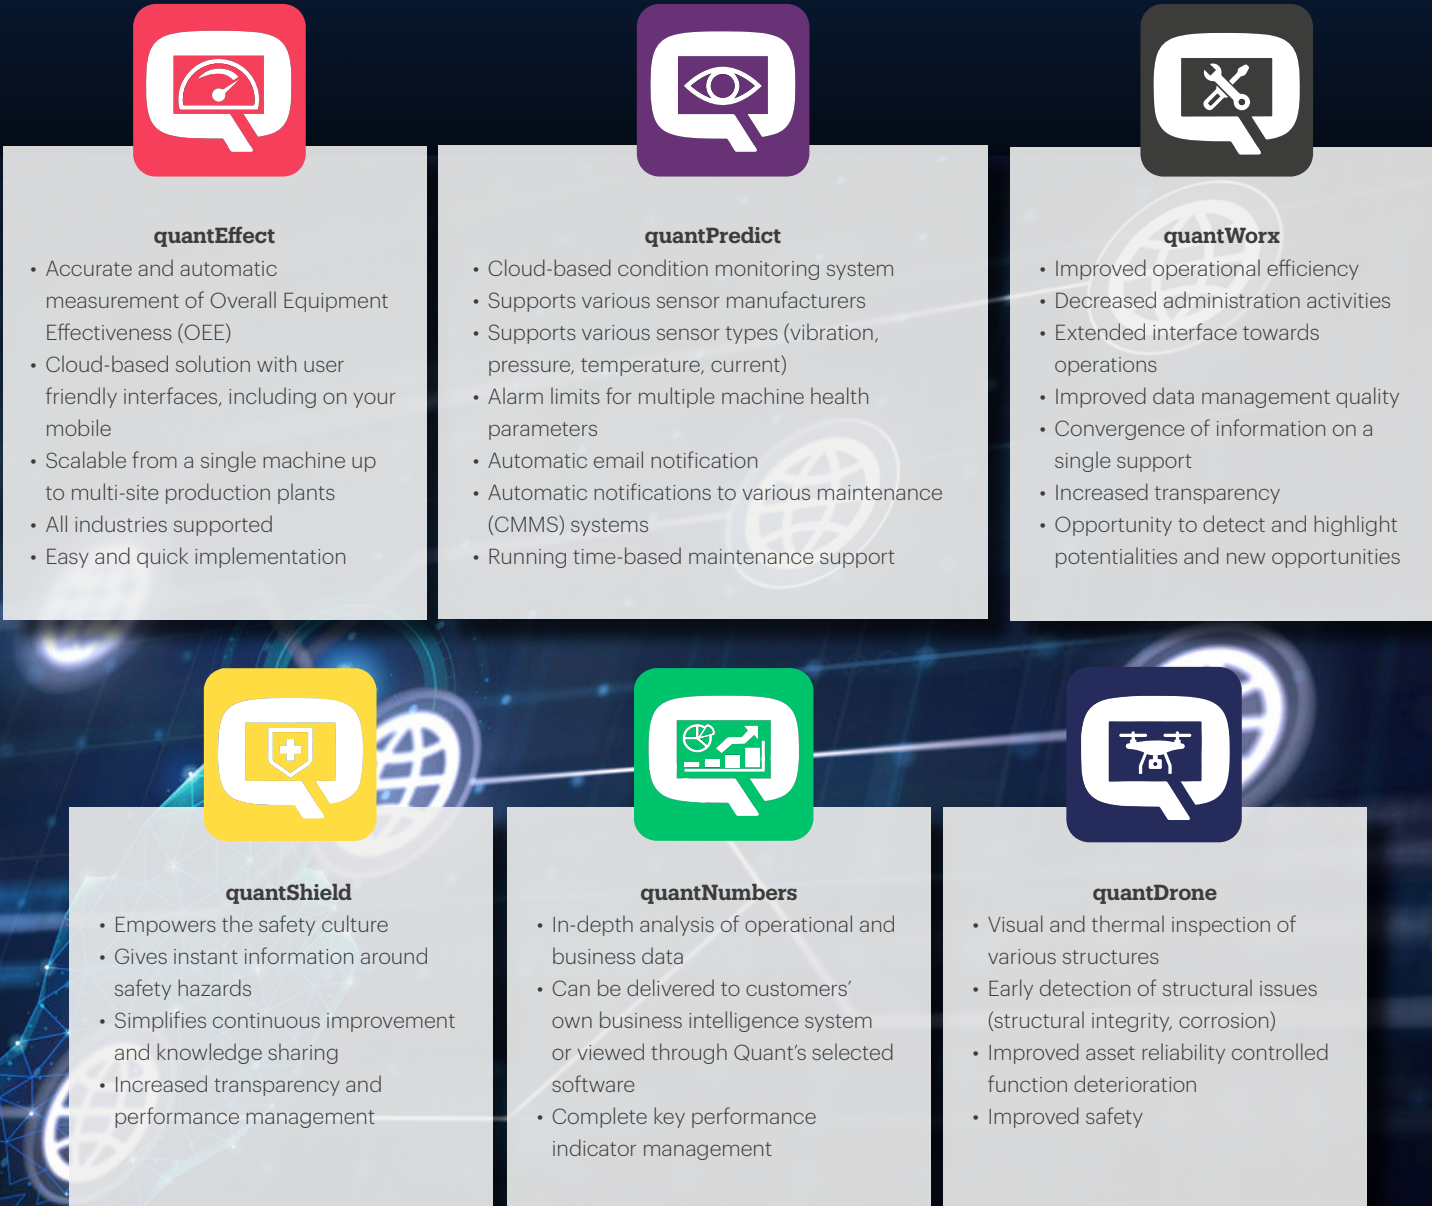 quantEffect
• Accurate and automatic
measurement of Overall Equipment
Effectiveness (OEE)
• Cloud-based solution with user
friendly interfaces, including on your
mobile
• Scalable from a single machine up
to multi-site production plants
• All industries supported
• Easy and quick implementation
quantPredict
• Cloud-based condition monitoring system
• Supports various sensor manufacturers
• Supports various sensor types (vibration,
pressure, temperature, current)
• Alarm limits for multiple machine health
parameters
• Automatic email notification
• Automatic notifications to various maintenance
(CMMS) systems
• Running time-based maintenance support
quantWorx
• Improved operational efficiency
• Decreased administration activities
• Extended interface towards
operations
• Improved data management quality
• Convergence of information on a
single support
• Increased transparency
• Opportunity to detect and highlight
potentialities and new opportunities
quantShield
• Empowers the safety culture
• Gives instant information around
safety hazards
• Simplifies continuous improvement
and knowledge sharing
• Increased transparency and
performance management
quantNumbers
• In-depth analysis of operational and
business data
• Can be delivered to customers’
own business intelligence system
or viewed through Quant’s selected
software
• Complete key performance
indicator management
quantDrone
• Visual and thermal inspection of
various structures
• Early detection of structural issues
(structural integrity, corrosion)
• Improved asset reliability controlled
function deterioration
• Improved safety